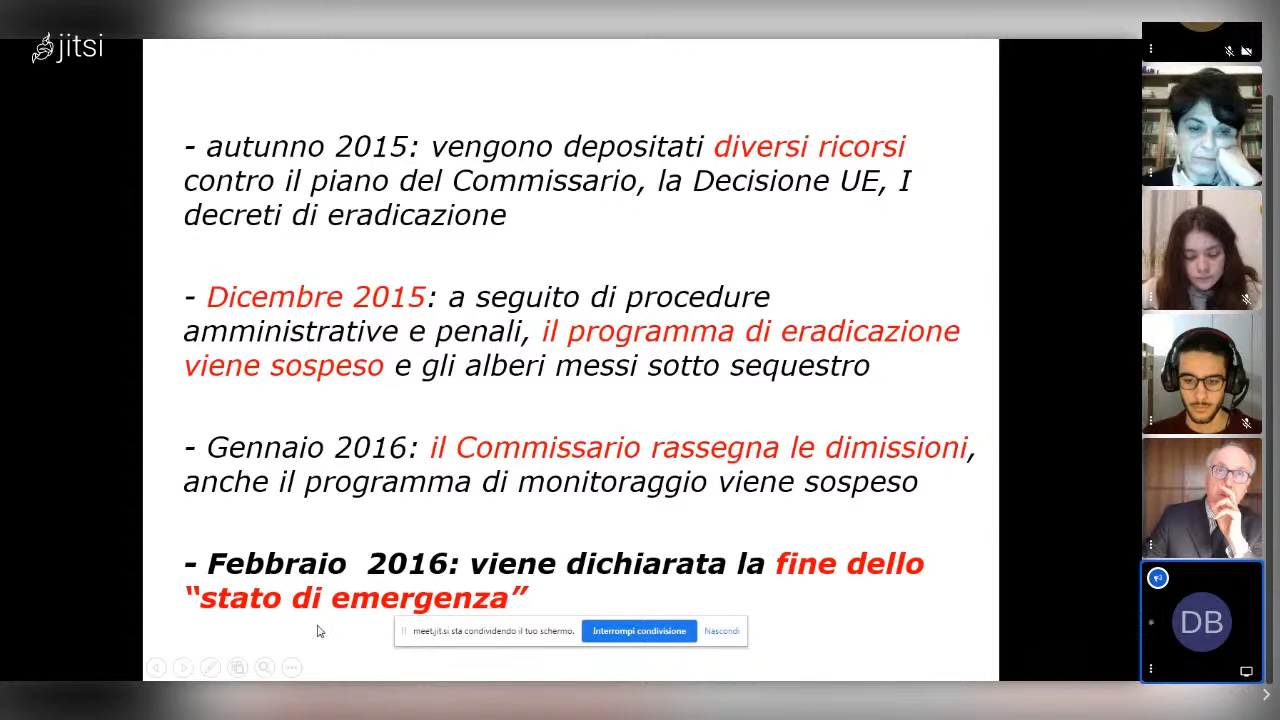 jitsi
- autunno 2015: vengono depositati diversi ricorsi
contro il piano del Commissario, la Decisione UE, I
decreti di eradicazione
- Dicembre 2015: a seguito di procedure
amministrative e penali, il programma di eradicazione
viene sospeso e gli alberi messi sotto sequestro
- Gennaio 2016: il Commissario rassegna le dimissioni,
anche il programma di monitoraggio viene sospeso
- Febbraio 2016: viene dichiarata la fine dello
“stato di emergenza”
meet.jit.si sta condividendo il tuo schermo.
Interrompi condivisione
Nascondi
DB